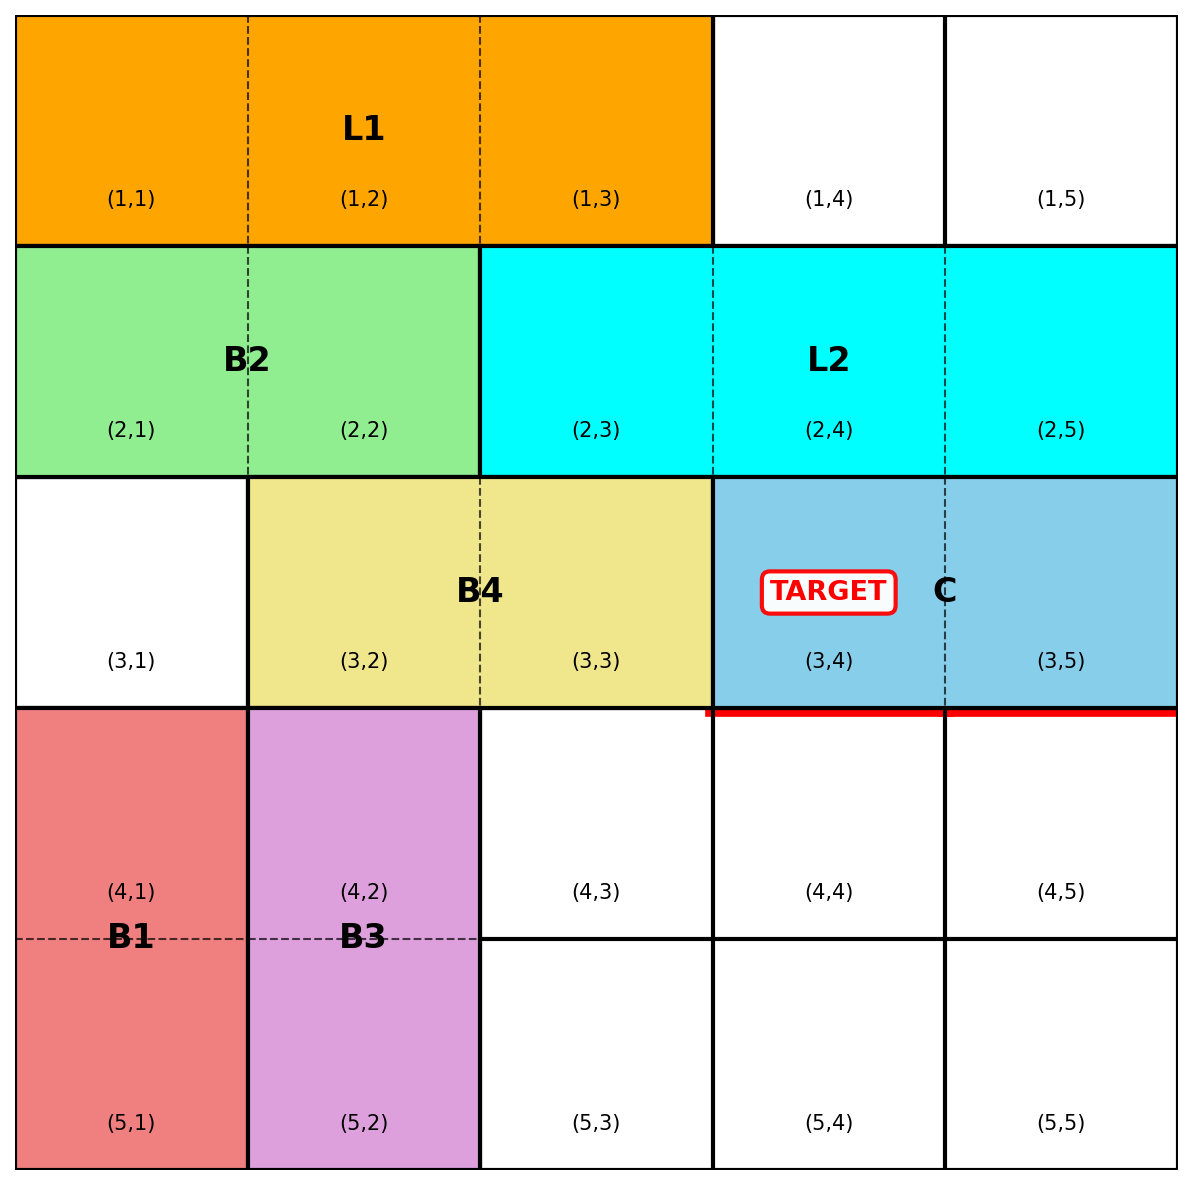 L1
(1,1) (1,2) (1,3) (1,4) (1,5)
B2 L2
(2,1) (2,2) (2,3) (2,4) (2,5)
B4 TARGET C
(3,1) (3,2) (3,3) (3,4) (3,5)
(4,1) (4,2) (4,3) (4,4) (4,5)
B1 B3
(5,1) (5,2) (5,3) (5,4) (5,5)